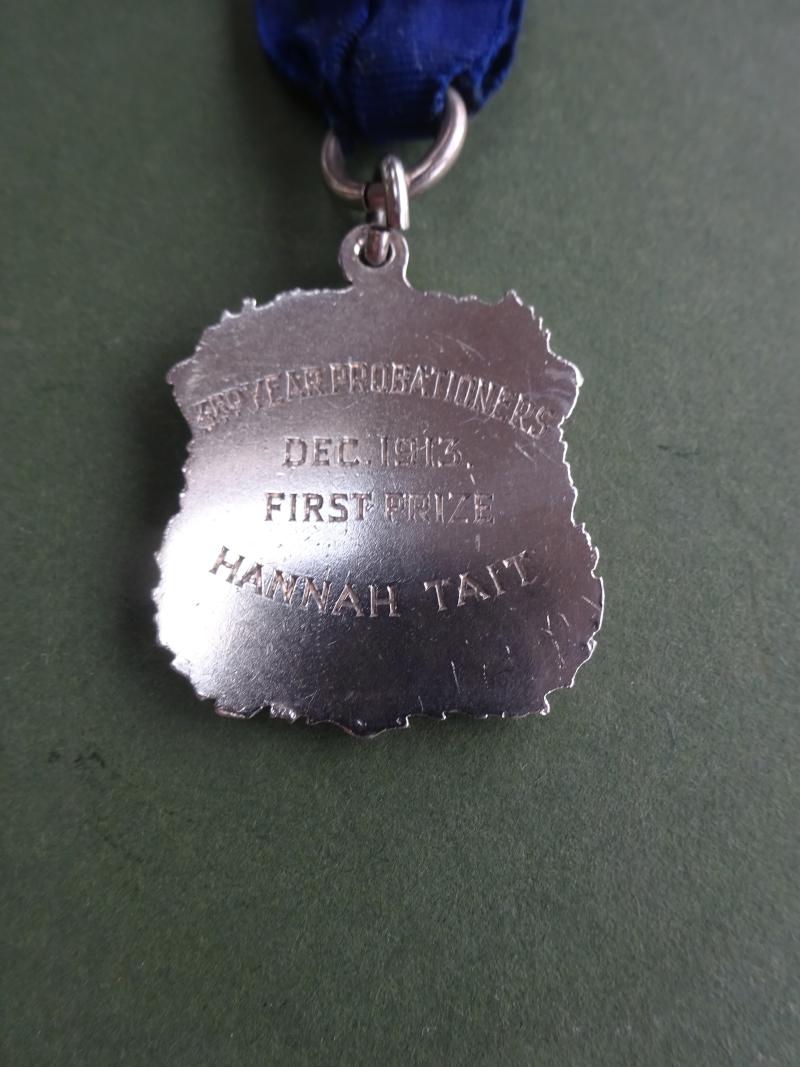 3RD YEAR PROBATIONERS
DEC. 1913.
FIRST PRIZE
HANNAH TAIT